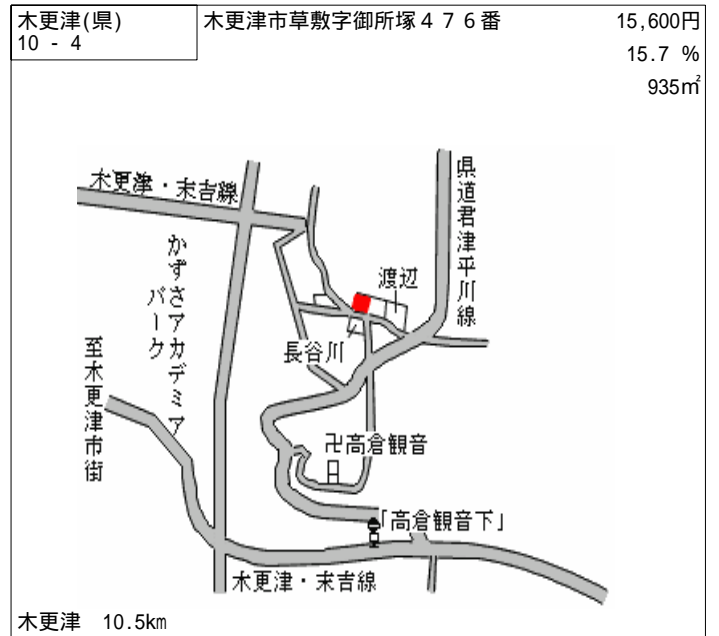 木更津(県)
10 - 4
木更津市草敷字御所塚４７６番
15,600円
15.7 %
935㎡
木更津・末吉線
県道君津平川線
かずさアカデミア
パーク
渡辺
長谷川
至木更津市街
卍高倉観音
「高倉観音下」
木更津・末吉線
木更津 10.5km